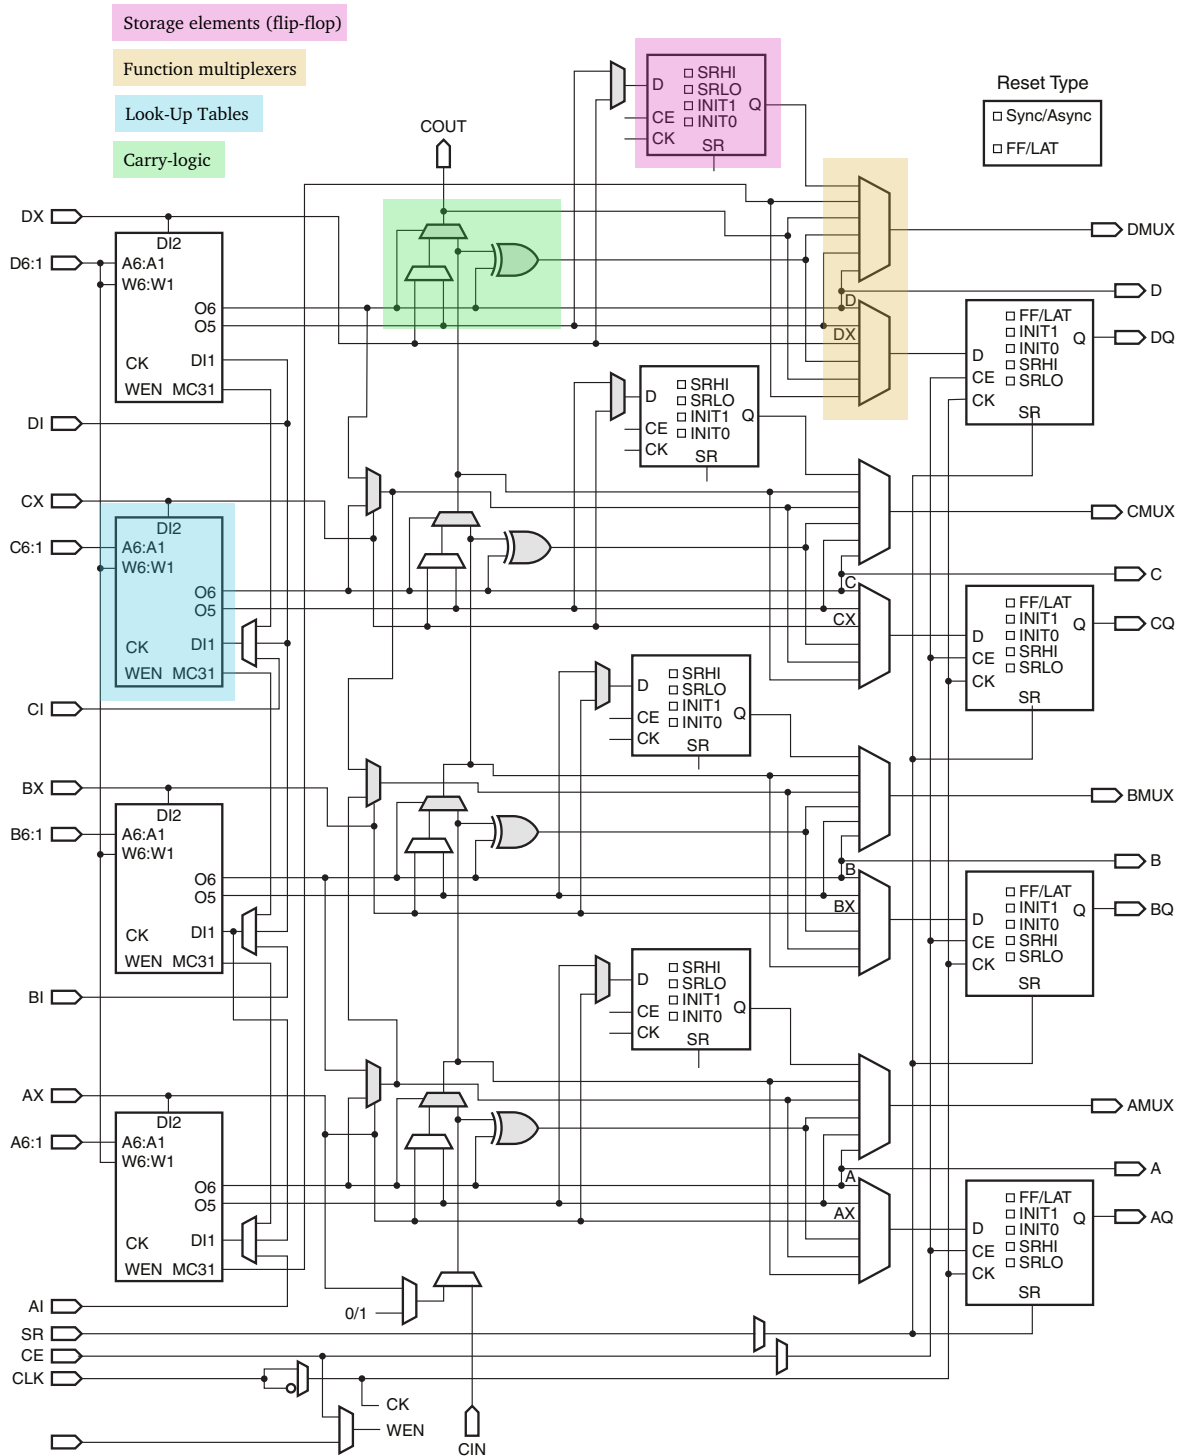 Storage elements (flip-flop)
Function multiplexers
Look-Up Tables
Carry-logic
COUT
D
CE
CK
SRHI
SRLO
INIT1
INIT0
Q
SR
Reset Type
Sync/Async
FF/LAT
DX
D6:1
DI2
A6:A1
W6:W1
O6
O5
CK
DI1
WEN MC31
DI
D
DX
DMUX
D
DQ
FF/LAT
INIT1
INIT0
SRHI
SRLO
D
CE
CK
Q
SR
D
CE
CK
SRHI
SRLO
INIT1
INIT0
Q
SR
CX
C6:1
DI2
A6:A1
W6:W1
O6
O5
CK
DI1
WEN MC31
CI
C
CX
CMUX
C
CQ
FF/LAT
INIT1
INIT0
SRHI
SRLO
D
CE
CK
Q
SR
D
CE
CK
SRHI
SRLO
INIT1
INIT0
Q
SR
BX
B6:1
DI2
A6:A1
W6:W1
O6
O5
CK
DI1
WEN MC31
BI
B
BX
BMUX
B
BQ
FF/LAT
INIT1
INIT0
SRHI
SRLO
D
CE
CK
Q
SR
D
CE
CK
SRHI
SRLO
INIT1
INIT0
Q
SR
AX
A6:1
DI2
A6:A1
W6:W1
O6
O5
CK
DI1
WEN MC31
AI
A
AX
AMUX
A
AQ
FF/LAT
INIT1
INIT0
SRHI
SRLO
D
CE
CK
Q
SR
0/1
SR
CE
CLK
CK
WEN
CIN